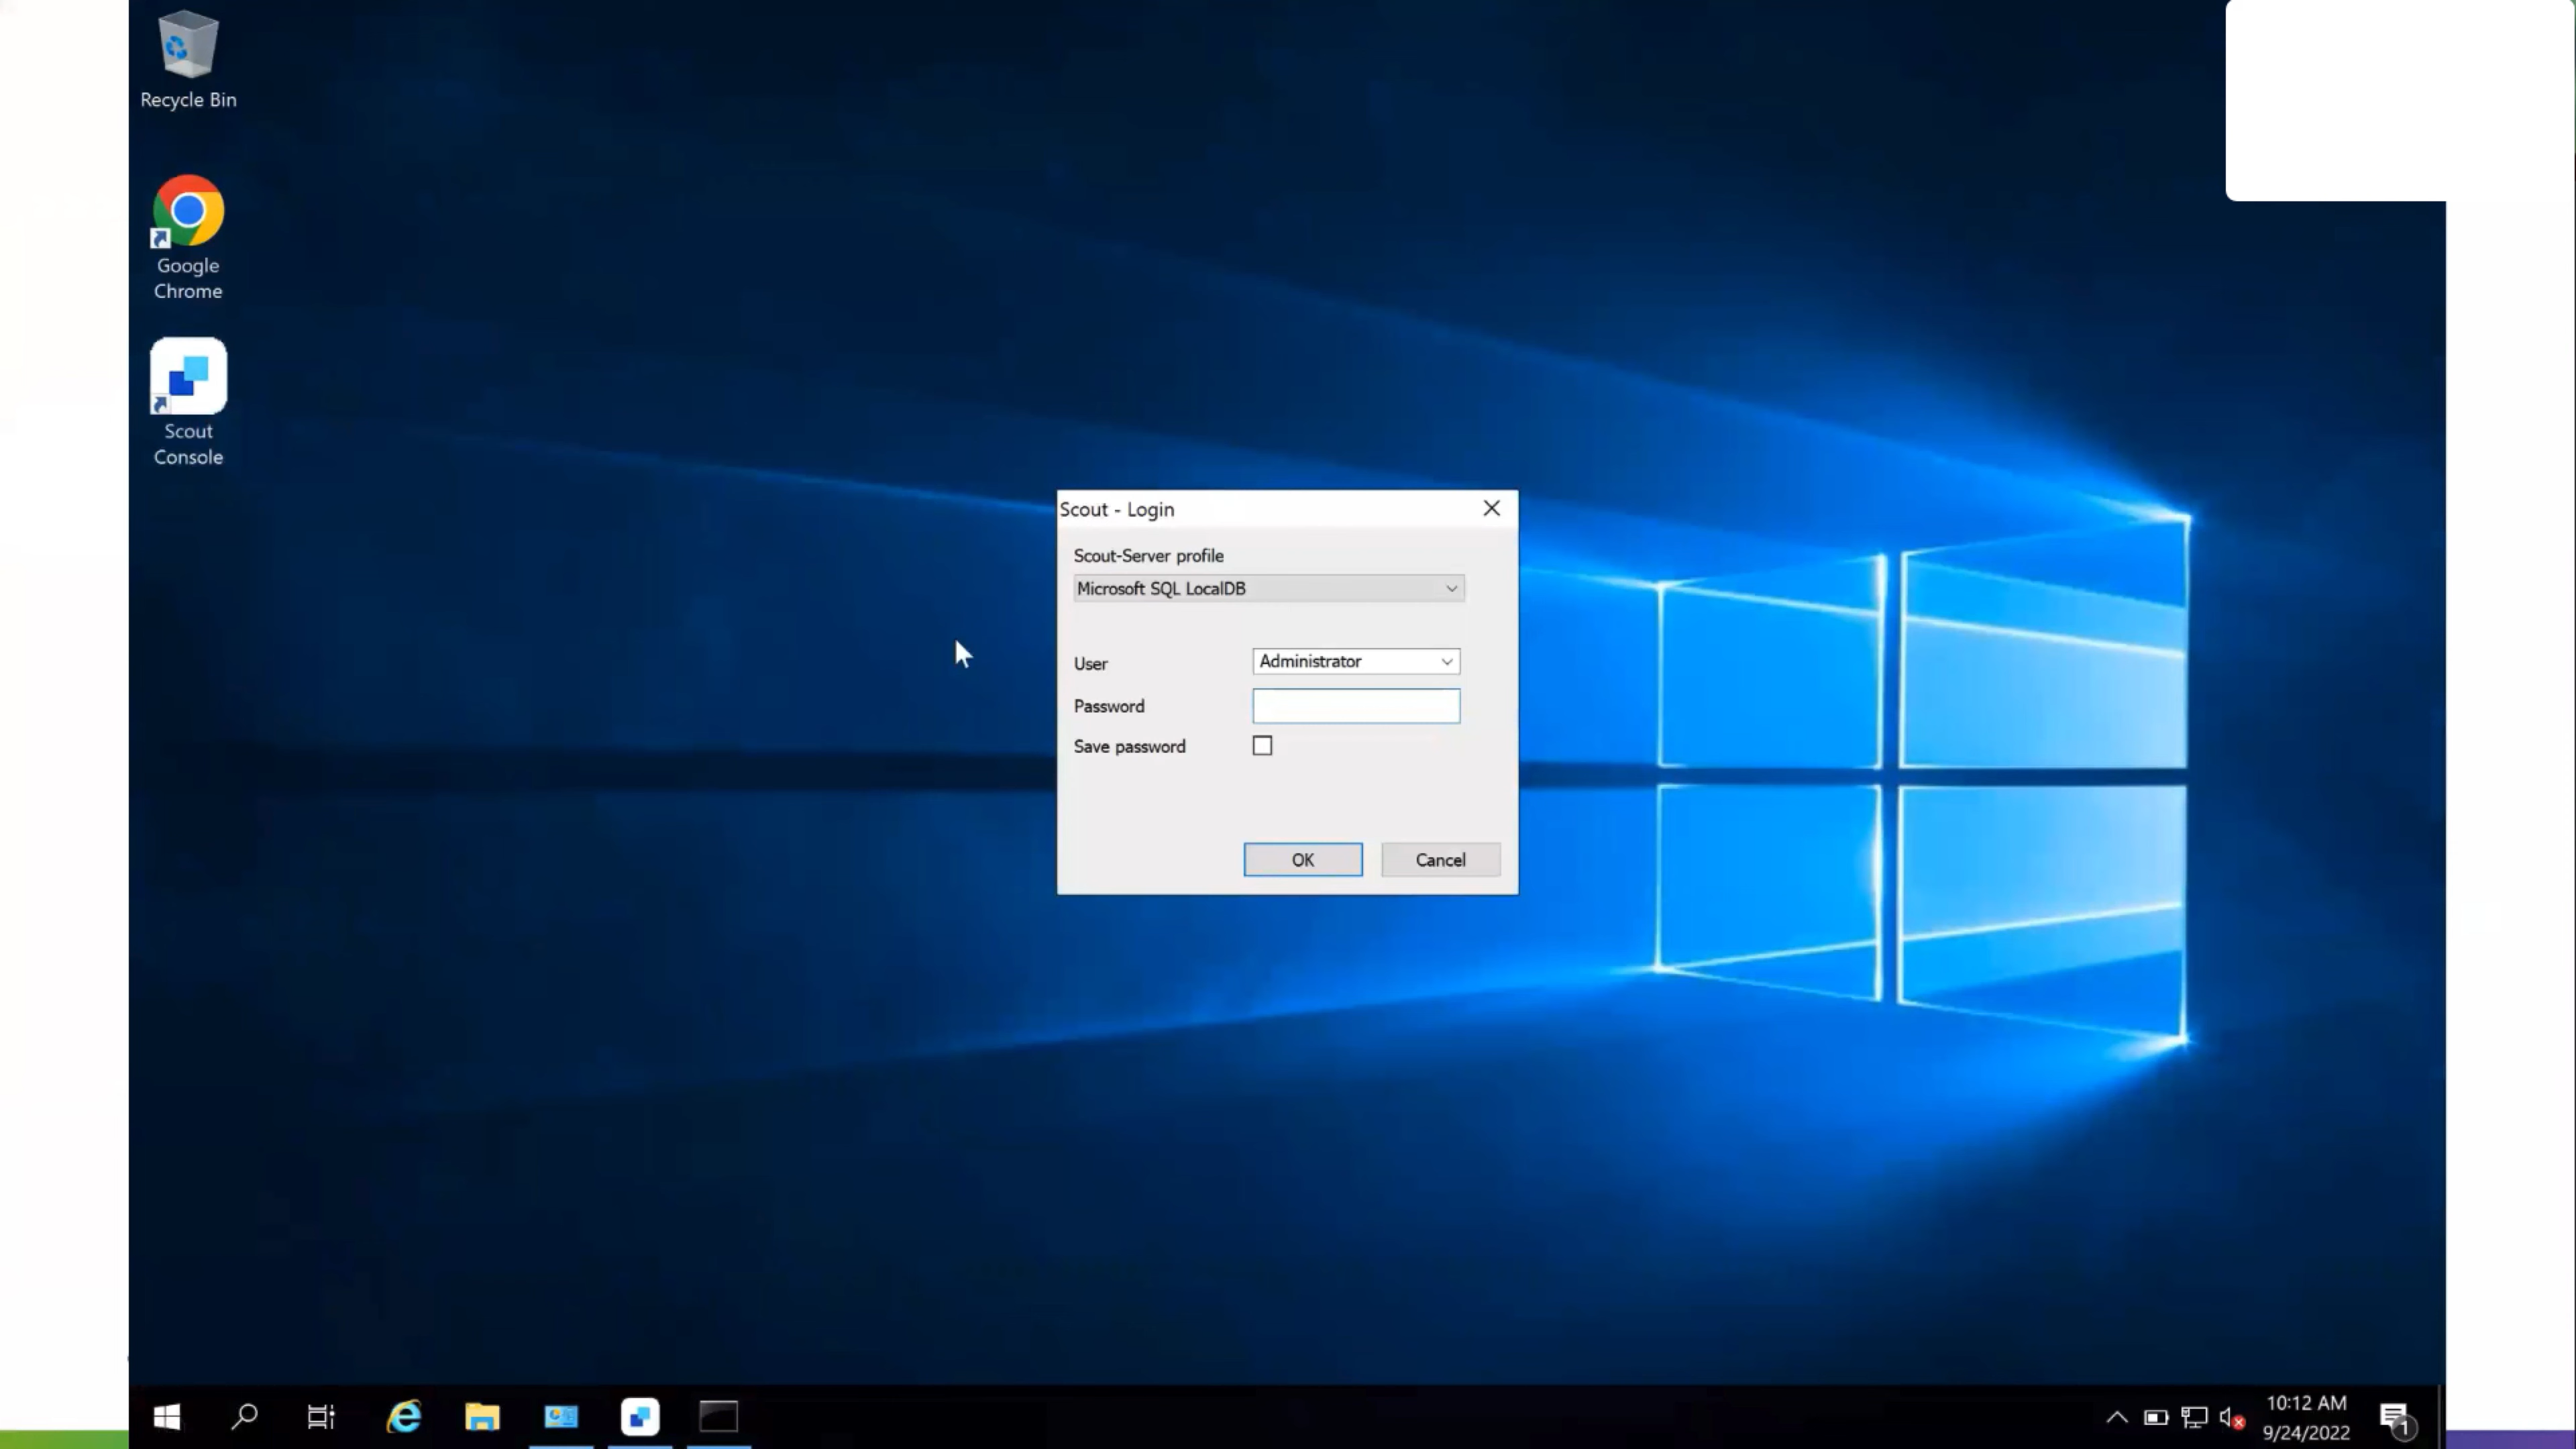 Recycle Bin
Google
Chrome
Scout
Console
Scout - Login
Scout-Server profile
Microsoft SQL LocalDB
User
Administrator
Password
Save password
OK
Cancel
10:12 AM
9/24/2022
1